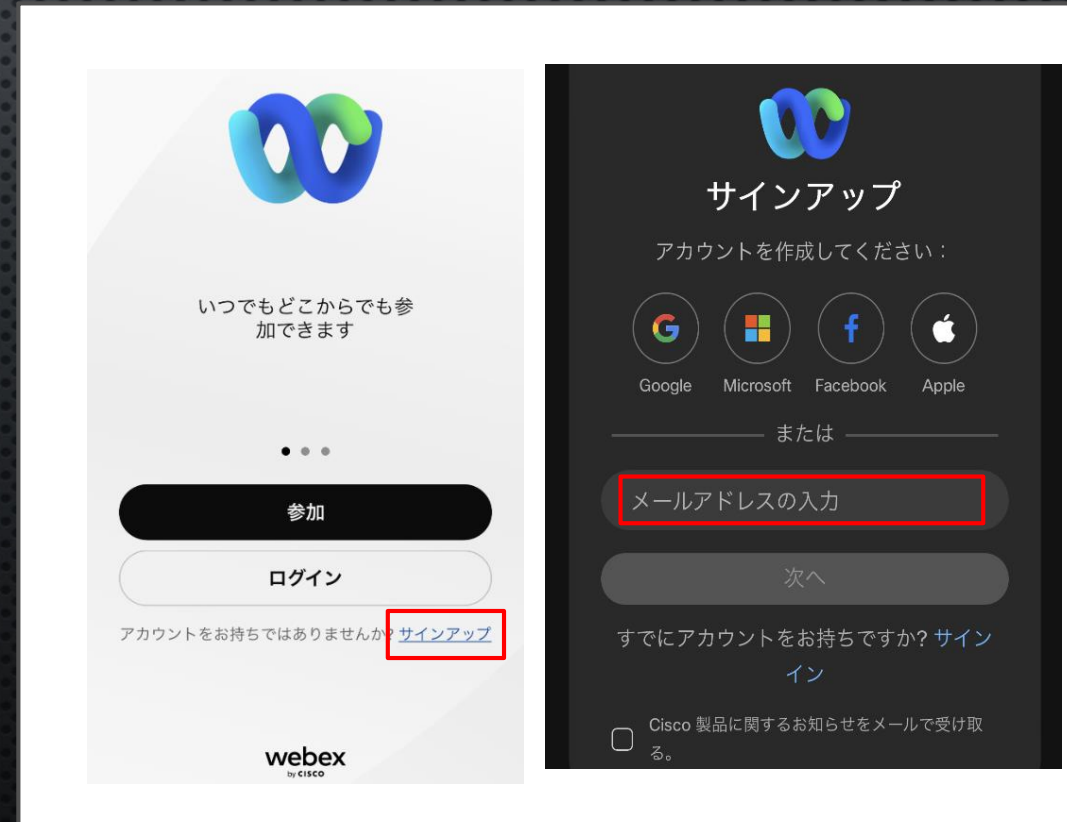 いつでもどこからでも参
加できます
参加
ログイン
アカウントをお持ちではありませんか? サインアップ
webex
by CISCO
サインアップ
アカウントを作成してください：
Google Microsoft Facebook Apple
または
メールアドレスの入力
次へ
すでにアカウントをお持ちですか? サイン
イン
Cisco 製品に関するお知らせをメールで受け取
る。